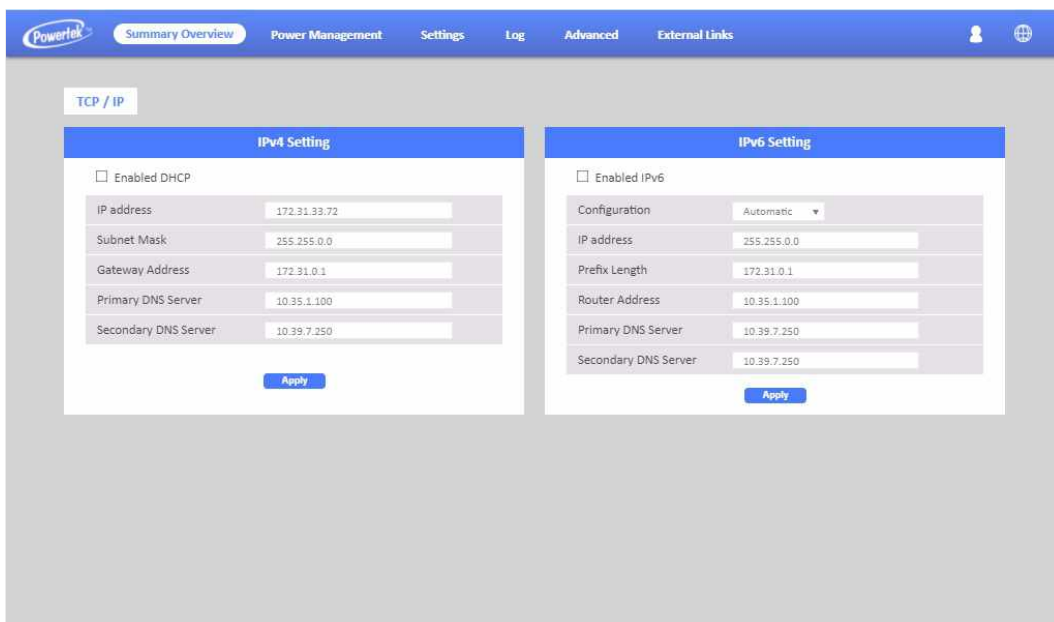 Powertek
Summary Overview Power Management Settings Log Advanced External Links
TCP / IP
IPv4 Setting
Enabled DHCP
IP address 172.31.33.72
Subnet Mask 255.255.0.0
Gateway Address 172.31.0.1
Primary DNS Server 10.35.1.100
Secondary DNS Server 10.39.7.250
Apply
IPv6 Setting
Enabled IPv6
Configuration Automatic
IP address 255.255.0.0
Prefix Length 172.31.0.1
Router Address 10.35.1.100
Primary DNS Server 10.39.7.250
Secondary DNS Server 10.39.7.250
Apply